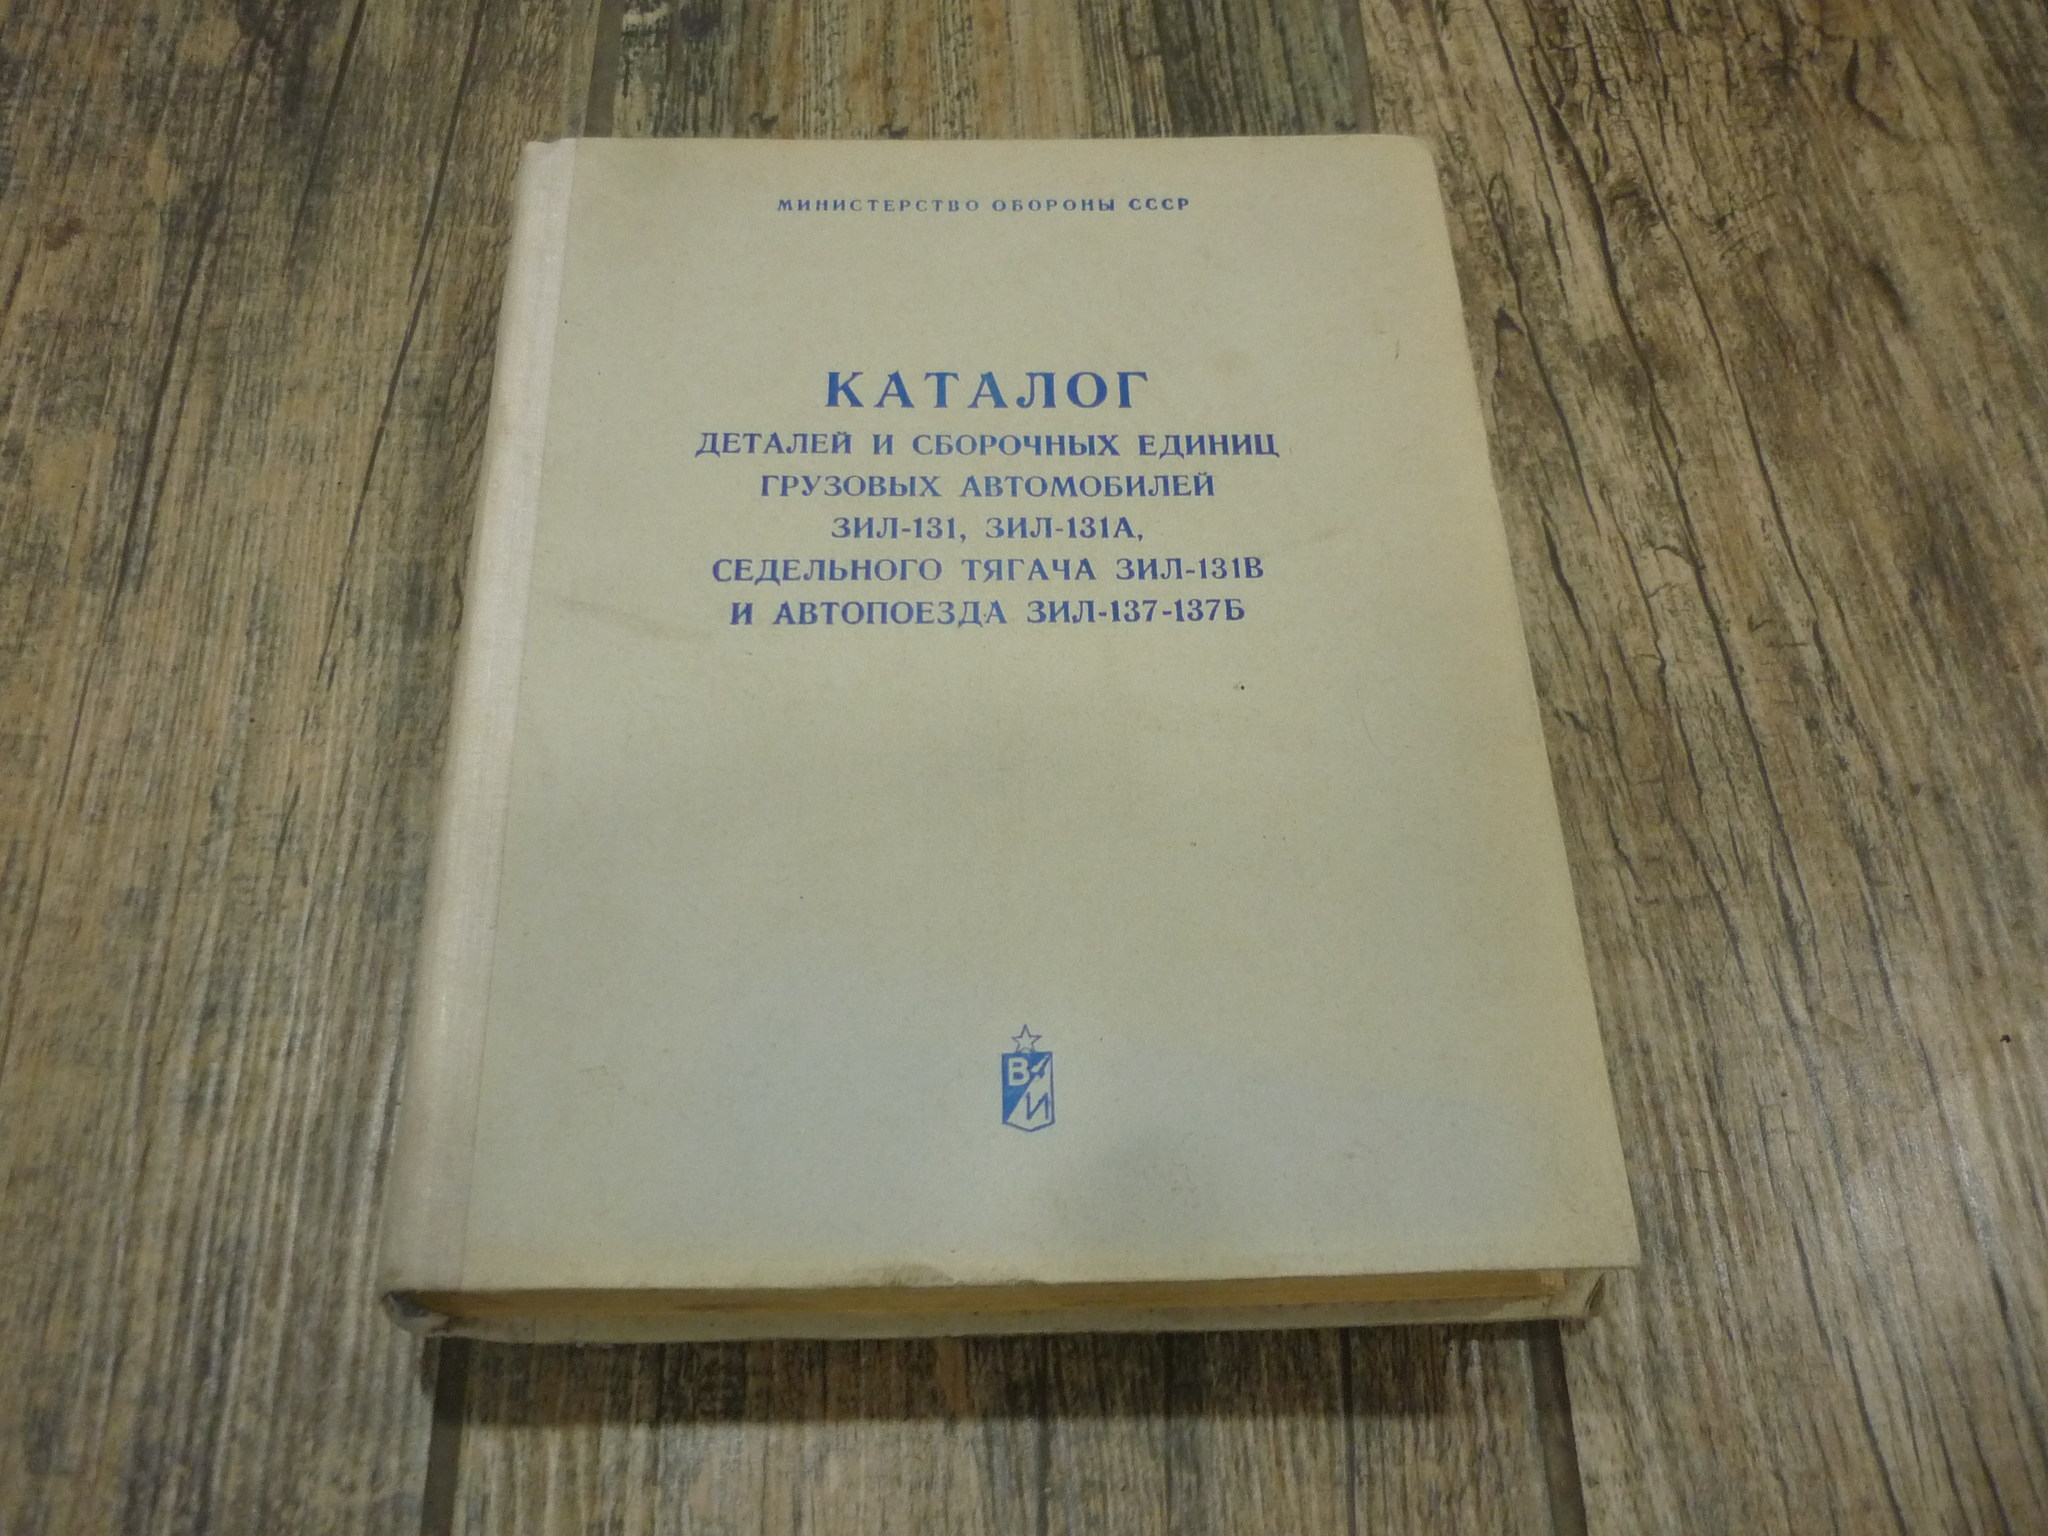 МИНИСТЕРСТВО ОБОРОНЫ СССР
КАТАЛОГ
ДЕТАЛЕЙ И СБОРОЧНЫХ ЕДИНИЦ
ГРУЗОВЫХ АВТОМОБИЛЕЙ
ЗИЛ-131, ЗИЛ-131А,
СЕДЕЛЬНОГО ТЯГАЧА ЗИЛ-131В
И АВТОПОЕЗДА ЗИЛ-137-137Б
В
И